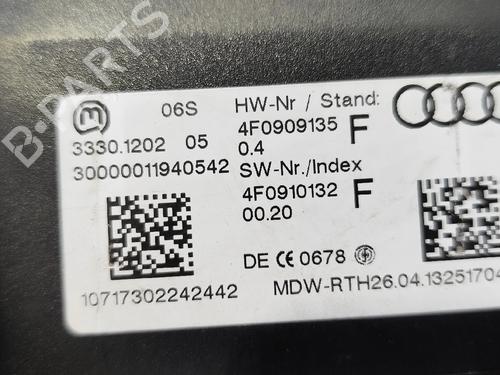 B-PARTS
m 06S HW-Nr / Stand:
3330.1202 05 4F0909135 F
30000011940542 0.4
SW-Nr./Index
4F0910132 F
00.20
DE CE 0678
10717302242442 MDW-RTH26.04.13251704